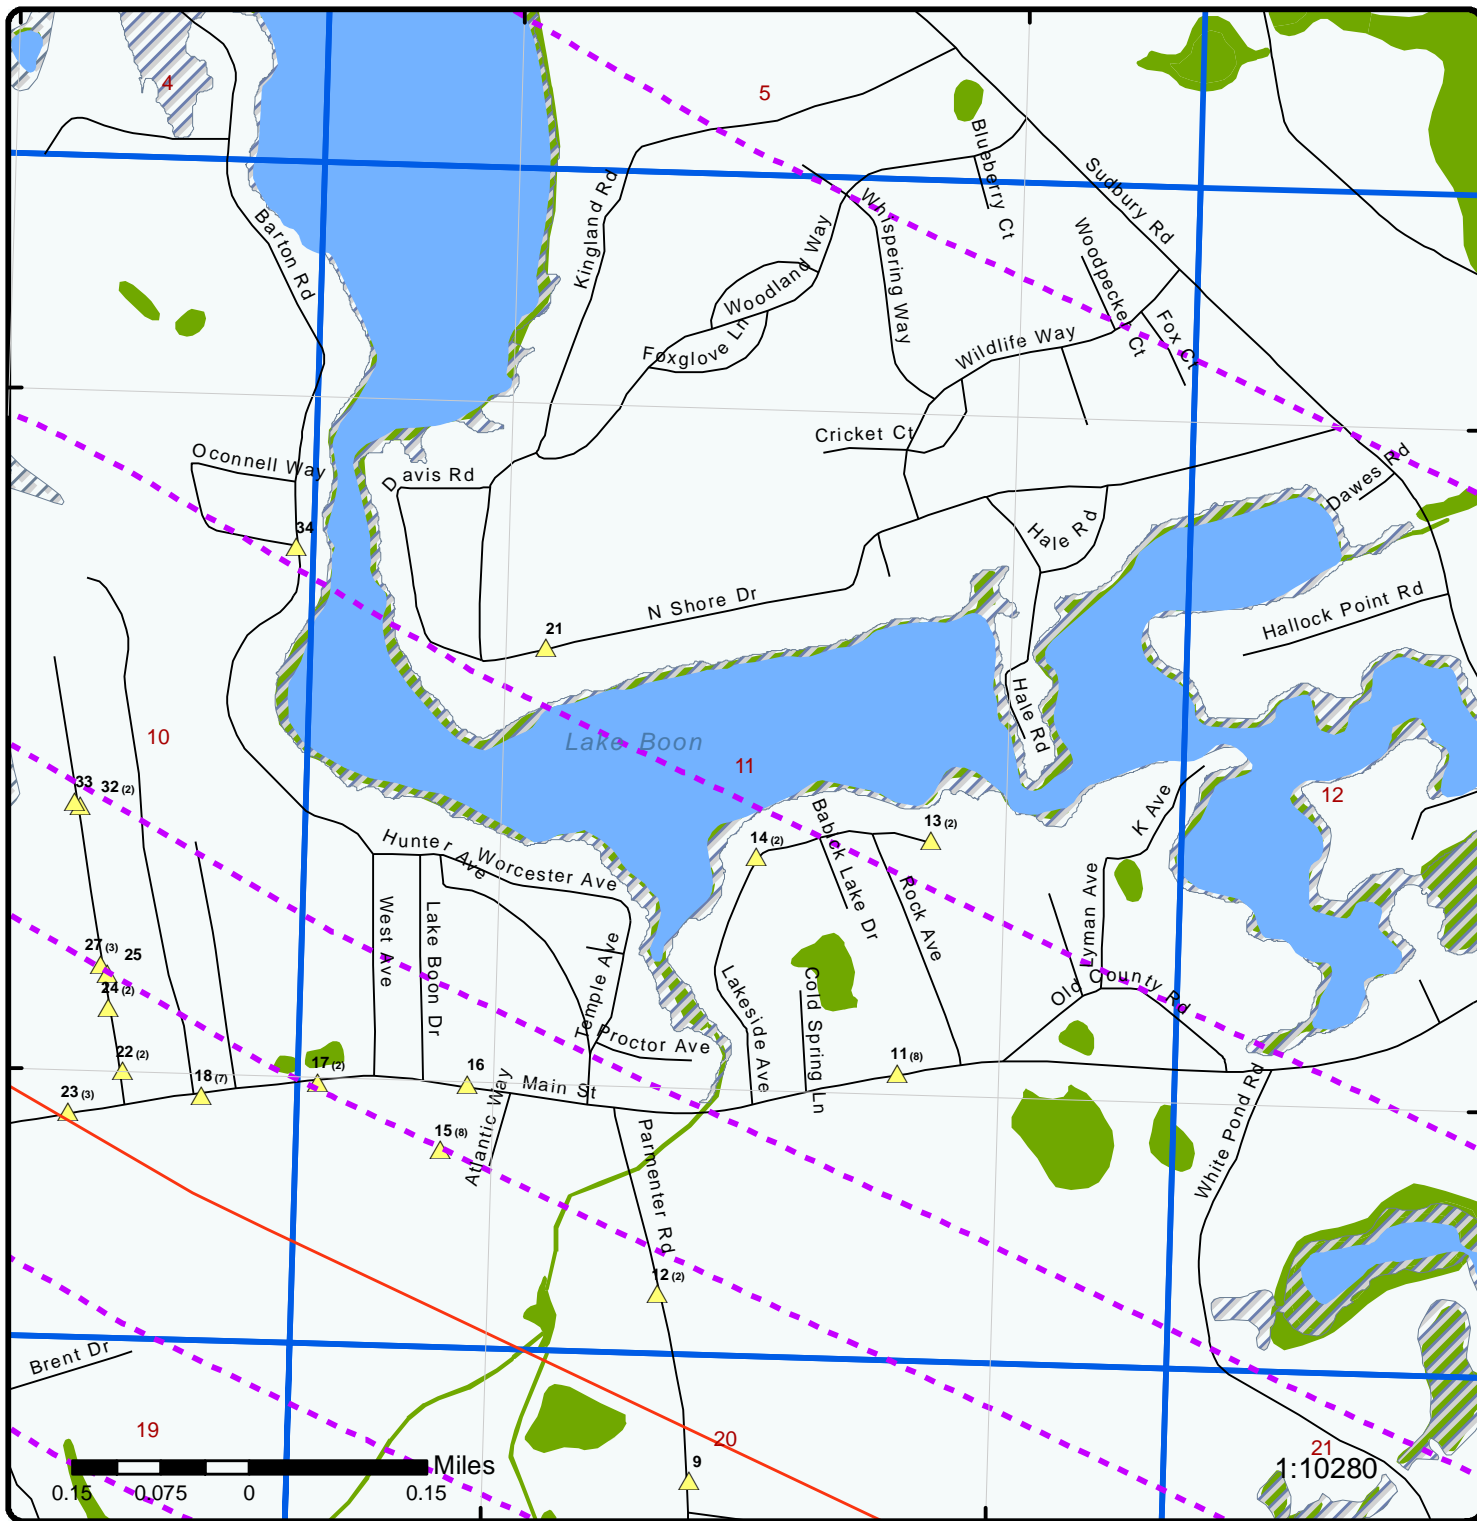 4
5
Blueberry Ct
Sudbury Rd
Kingland Rd
Barton Rd
Whispering Way
Woodland Way
Woodpecker Ct
Foxglove Ln
Wildlife Way
Fox Ct
Cricket Ct
Oconnell Way
Davis Rd
Dawes Rd
34
Hale Rd
N Shore Dr
Hallock Point Rd
21
Hale Rd
10
Lake Boon
11
12
33
32 (2)
K Ave
13 (2)
14 (2)
Babick Lake Dr
Hunter Ave
Worcester Ave
Rock Ave
Lyman Ave
West Ave
Lake Boon Dr
27 (3)
25
Temple Ave
24 (2)
Lakeside Ave
Cold Spring Ln
Old County Rd
Proctor Ave
22 (2)
23 (3)
18 (7)
17 (2)
16
Main St
11 (8)
Atlantic Way
15 (8)
Parmenter Rd
White Pond Rd
12 (2)
Brent Dr
19
20
21
9
Miles
0.15 0.075 0 0.15
1:10280